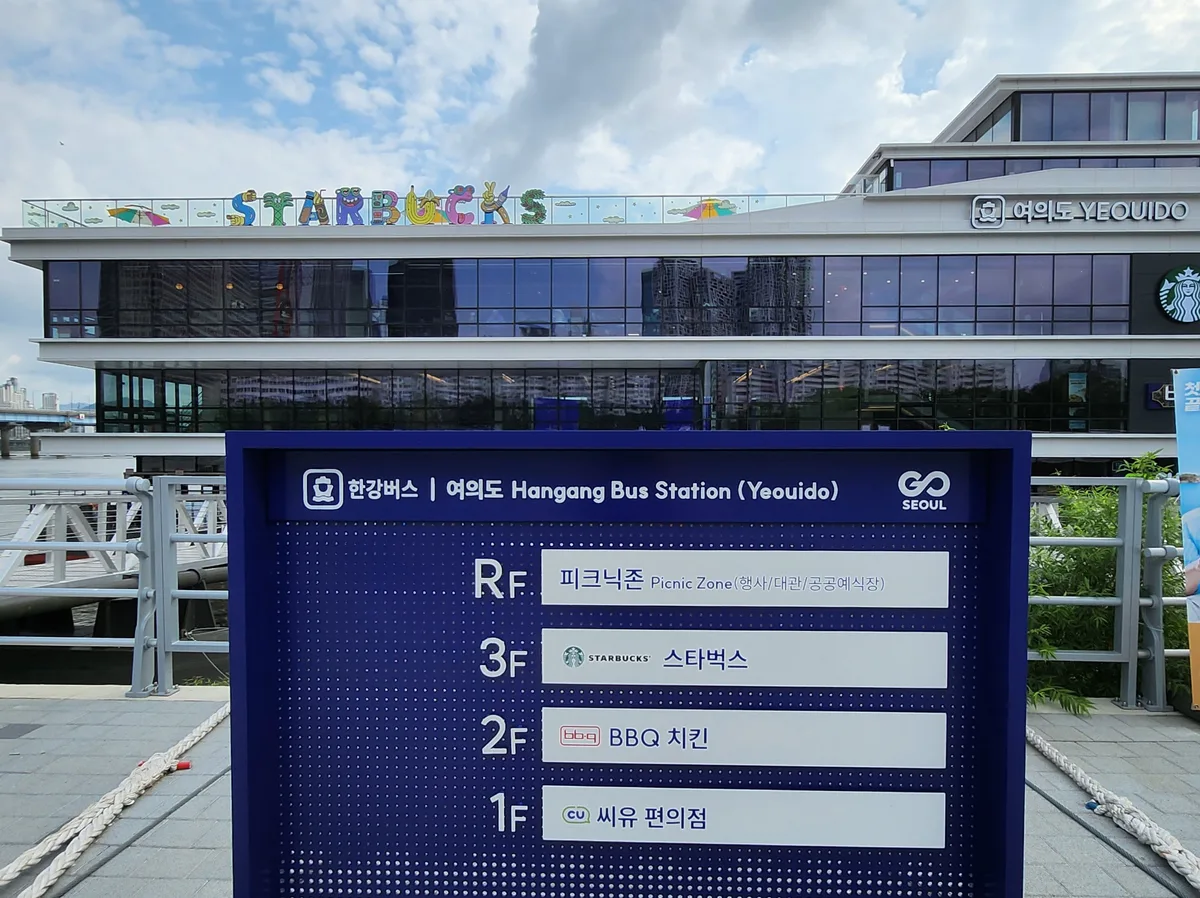 STARBUCKS
여의도 YEOUIDO
한강버스 | 여의도 Hangang Bus Station (Yeouido)
GO
SEOUL
RF 피크닉존 Picnic Zone(행사/대관/공공예식장)
3F STARBUCKS 스타벅스
2F bb.q BBQ 치킨
1F CU 씨유 편의점